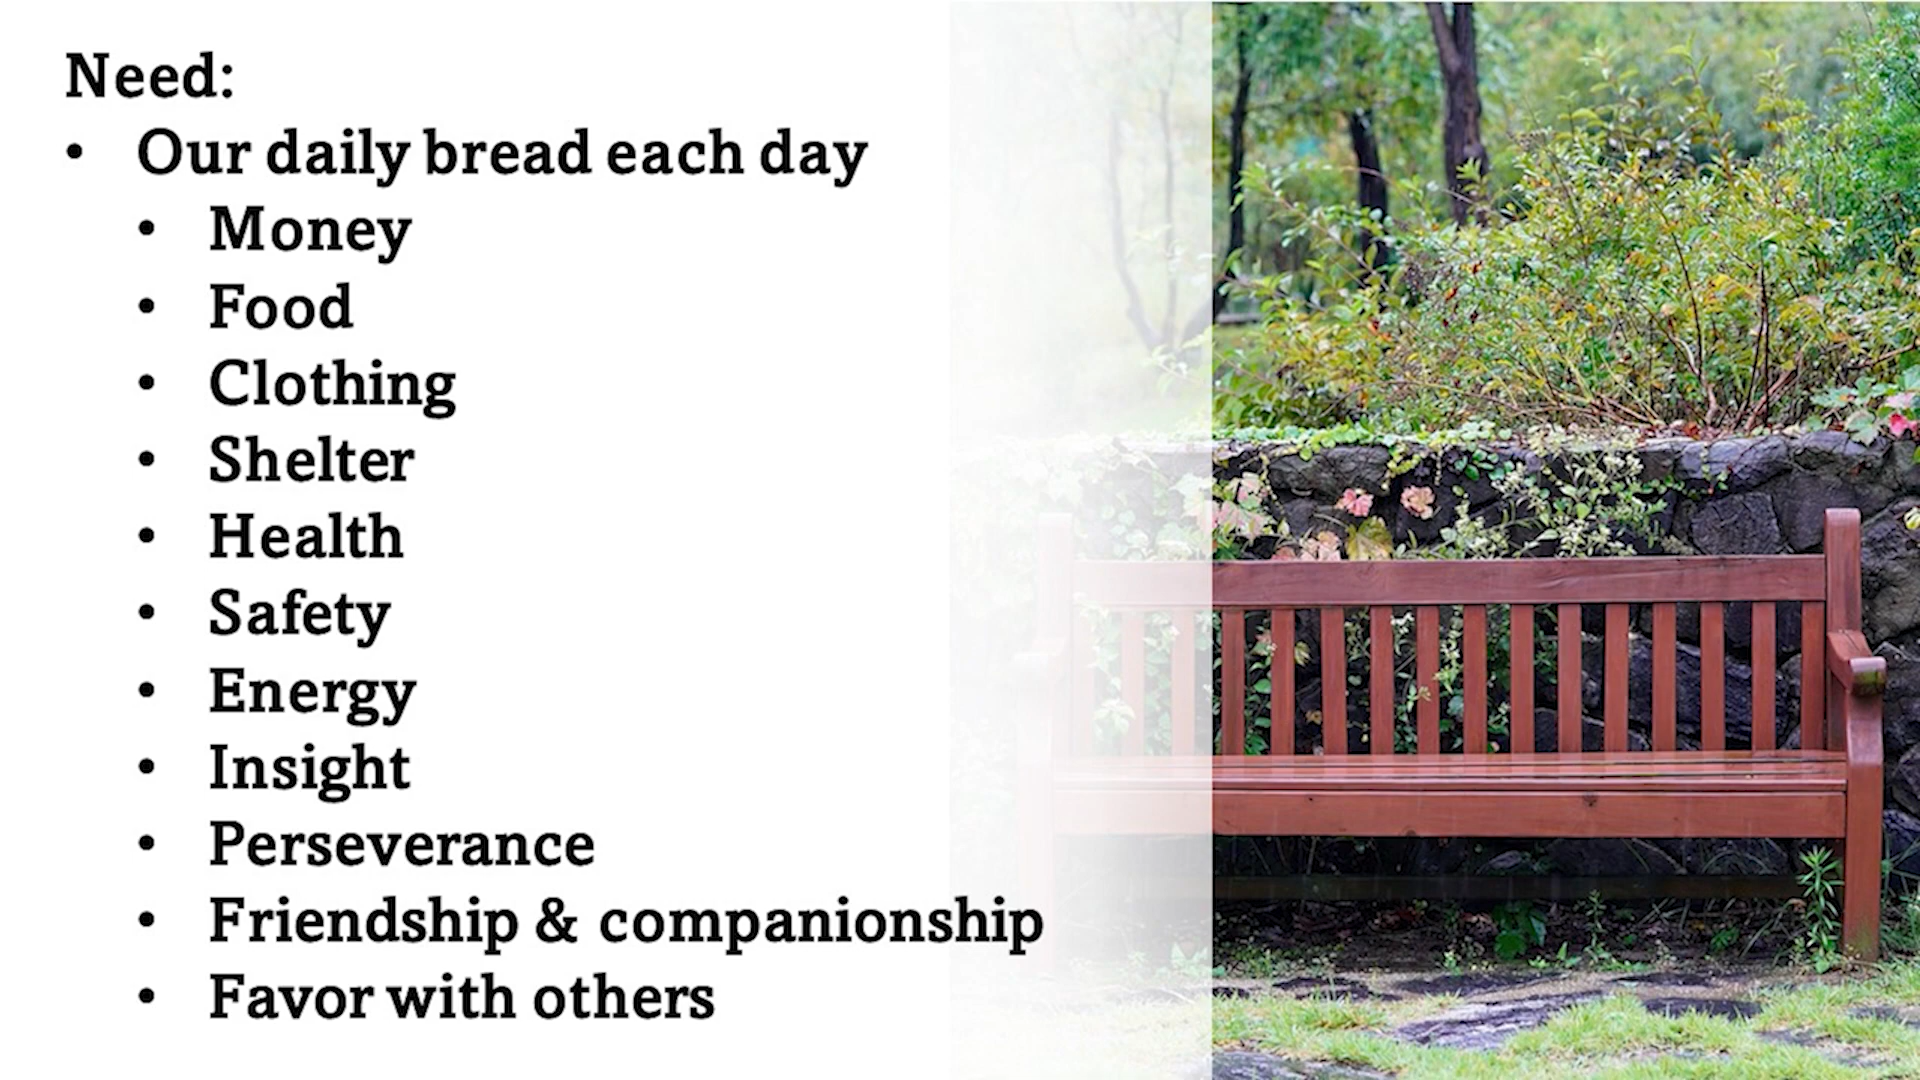 Need:
• Our daily bread each day
• Money
• Food
• Clothing
• Shelter
• Health
• Safety
• Energy
• Insight
• Perseverance
• Friendship & companionship
• Favor with others